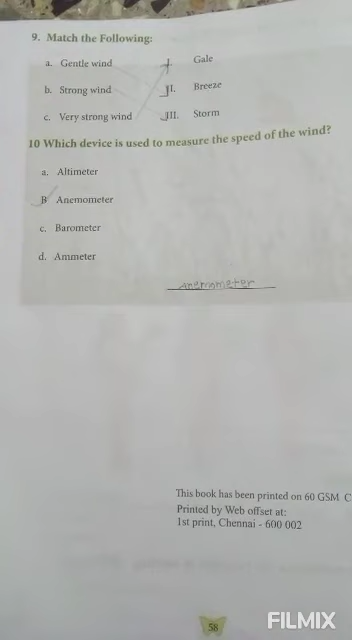 9. Match the Following:
a. Gentle wind I. Gale
b. Strong wind II. Breeze
c. Very strong wind III. Storm
10 Which device is used to measure the speed of the wind?
a. Altimeter
B Anemometer
c. Barometer
d. Ammeter
Anemometer
This book has been printed on 60 GSM C
Printed by Web offset at:
1st print, Chennai - 600 002
58
FILMIX